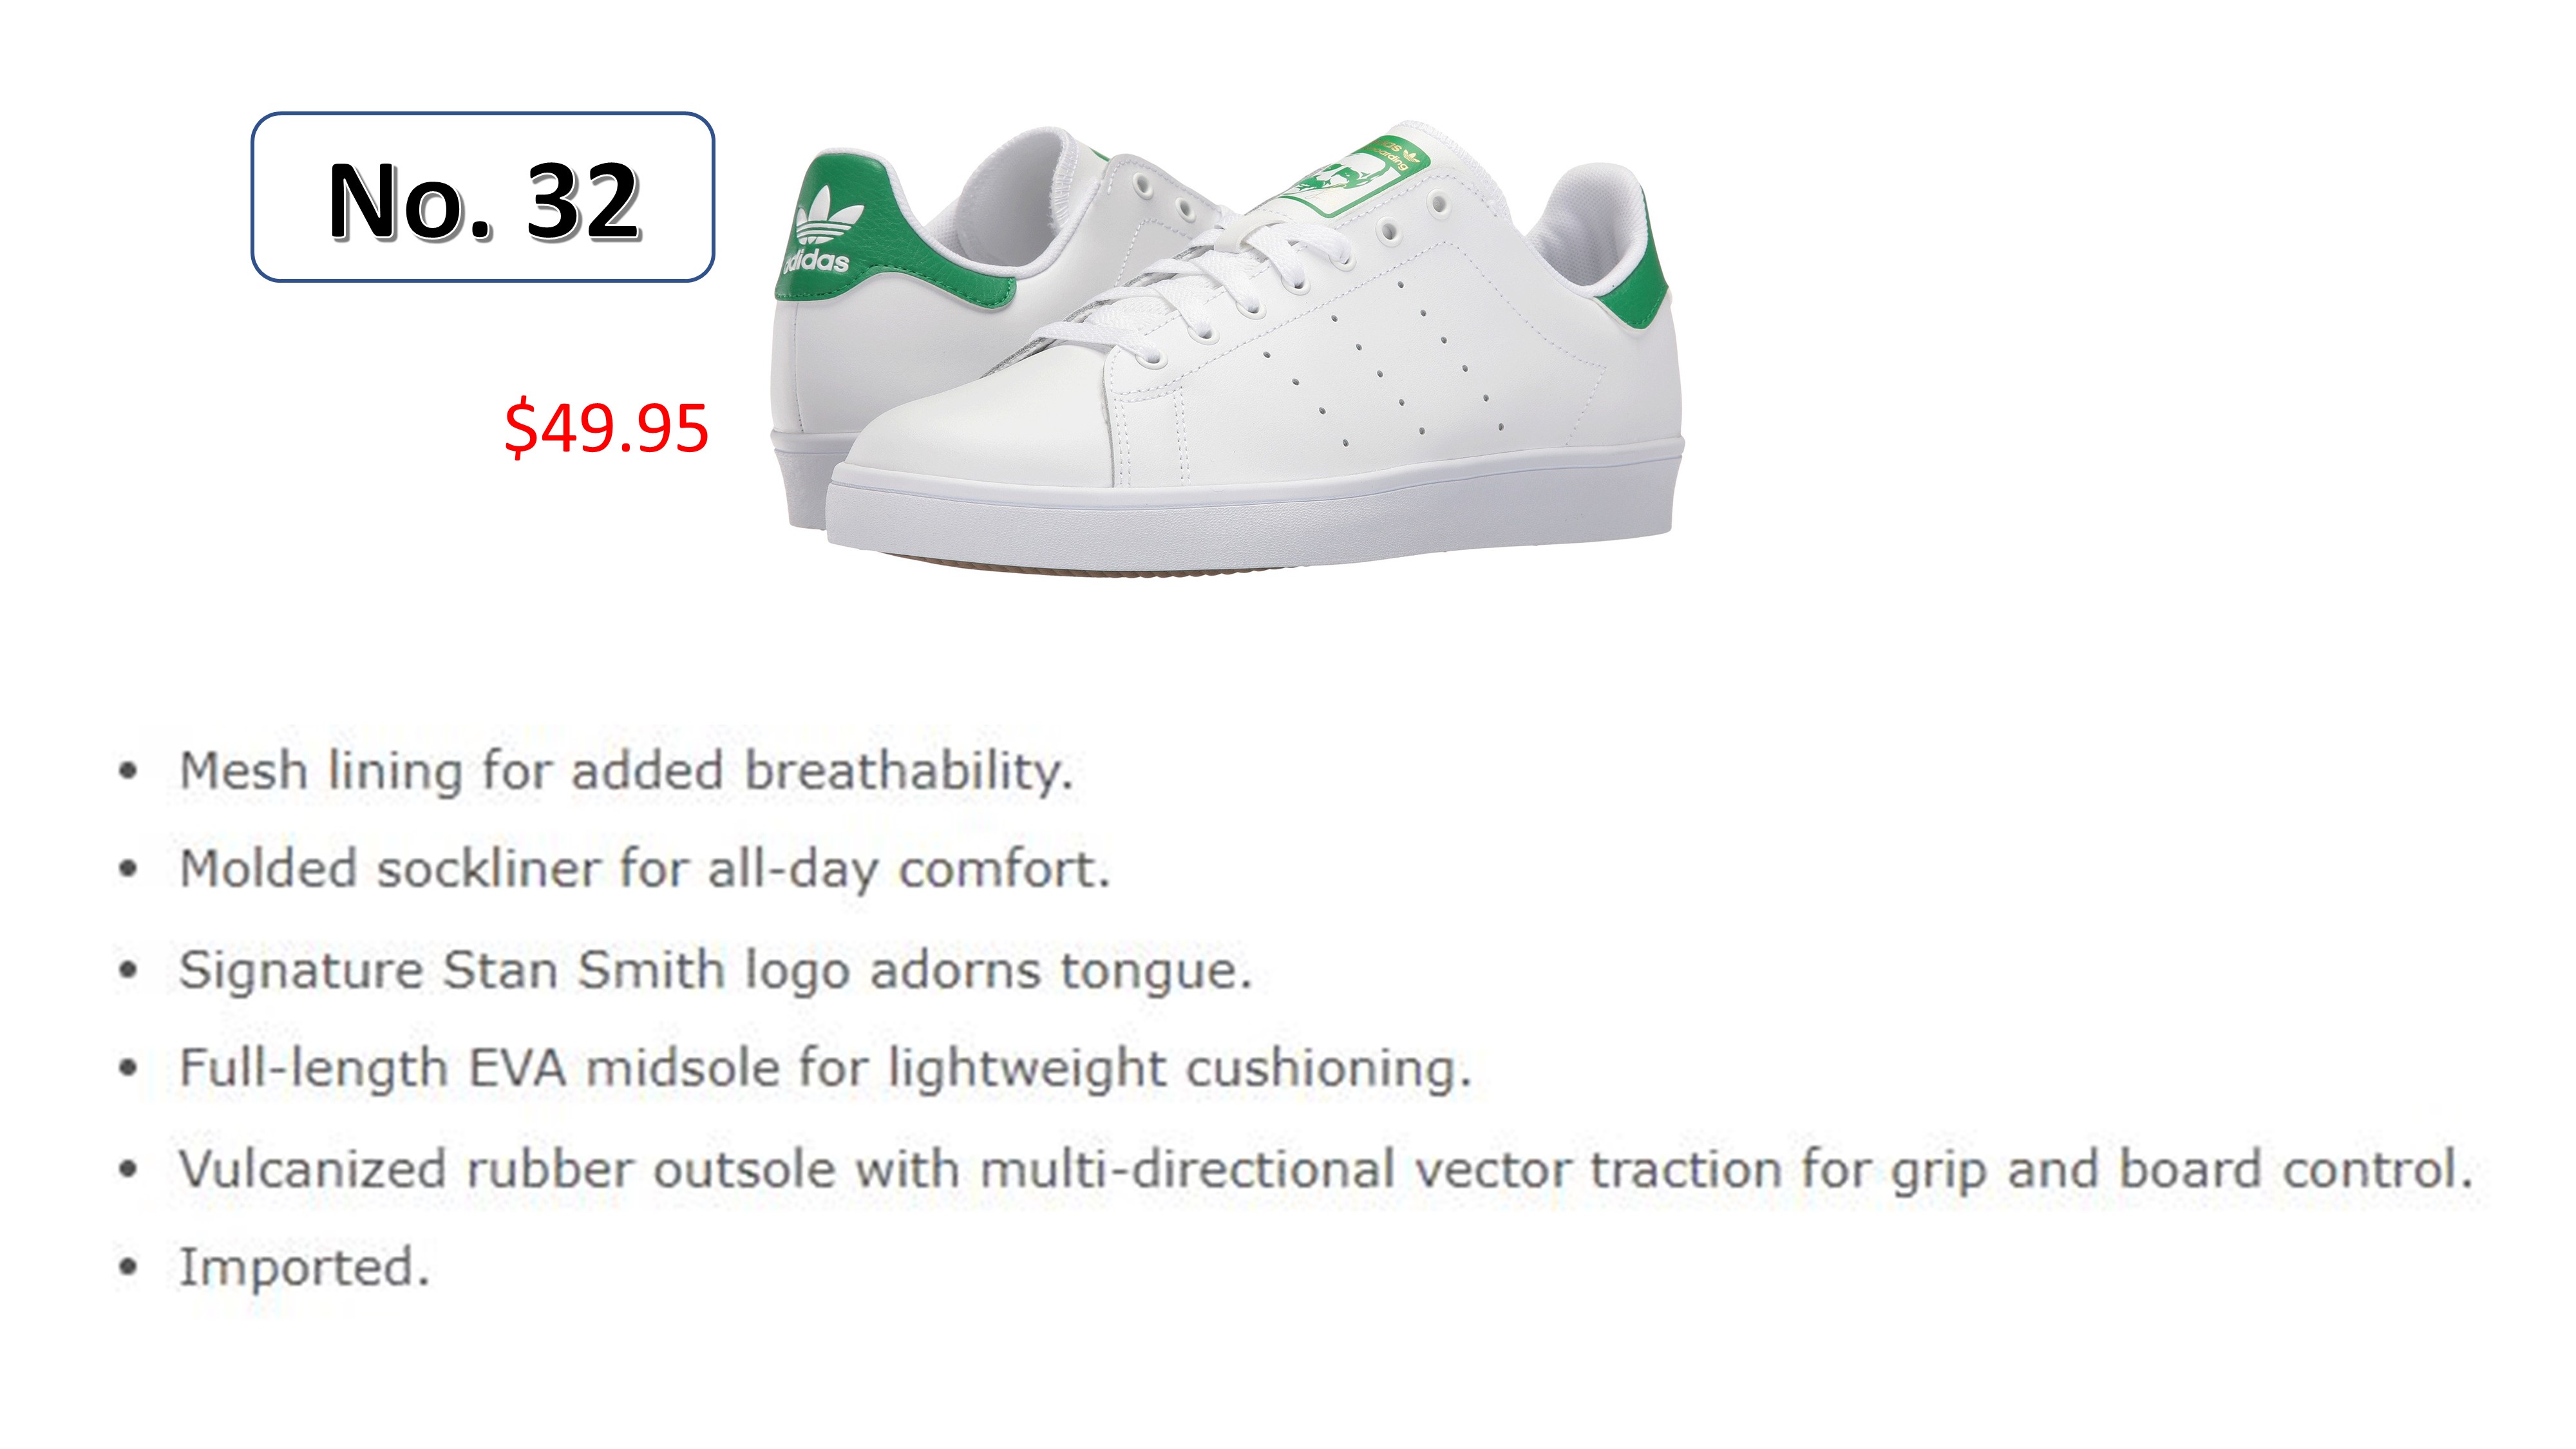 No. 32
$49.95
adidas
• Mesh lining for added breathability.
• Molded sockliner for all-day comfort.
• Signature Stan Smith logo adorns tongue.
• Full-length EVA midsole for lightweight cushioning.
• Vulcanized rubber outsole with multi-directional vector traction for grip and board control.
• Imported.